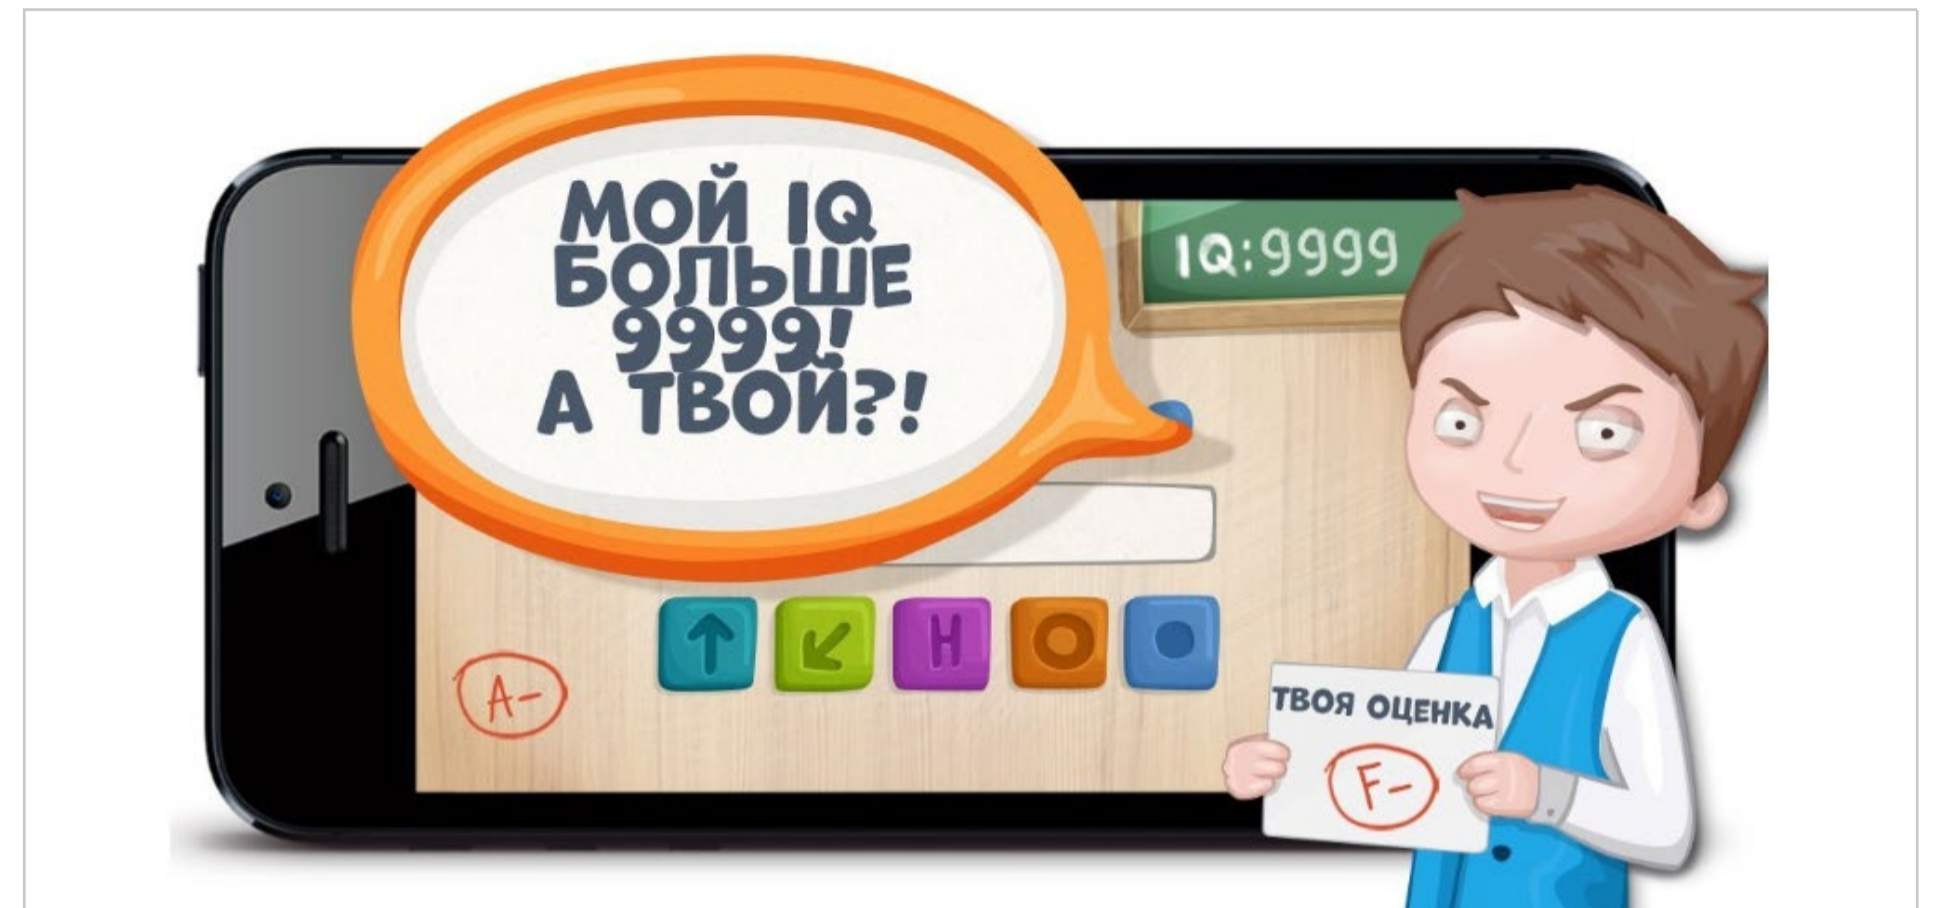 МОЙ IQ
БОЛЬШЕ
9999!
А ТВОЙ?!
IQ:9999
Н
A-
ТВОЯ ОЦЕНКА
F-